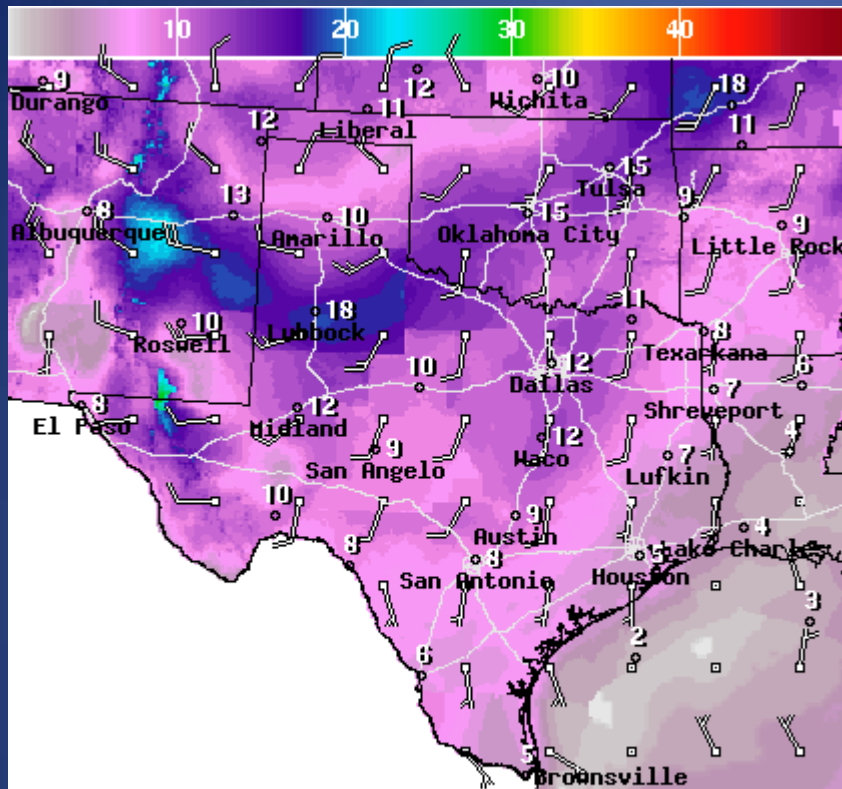 10 20 30 40
9 12 10 18
Durango Wichita
11
Liberal
12 11
15
Tulsa
8 13 10 15 9 9
Albuquerque Amarillo Oklahoma City Little Rock
10 18 11 8
Roswell Lubbock Texarkana
12
10 Dallas 7 6
8 12 Shreveport
El Paso Midland
9 12 7 4
San Angelo Waco Lufkin
10 9 4
Austin
8 8 5 Lake Charles
San Antonio Houston
3
2
6
5
Brownsville